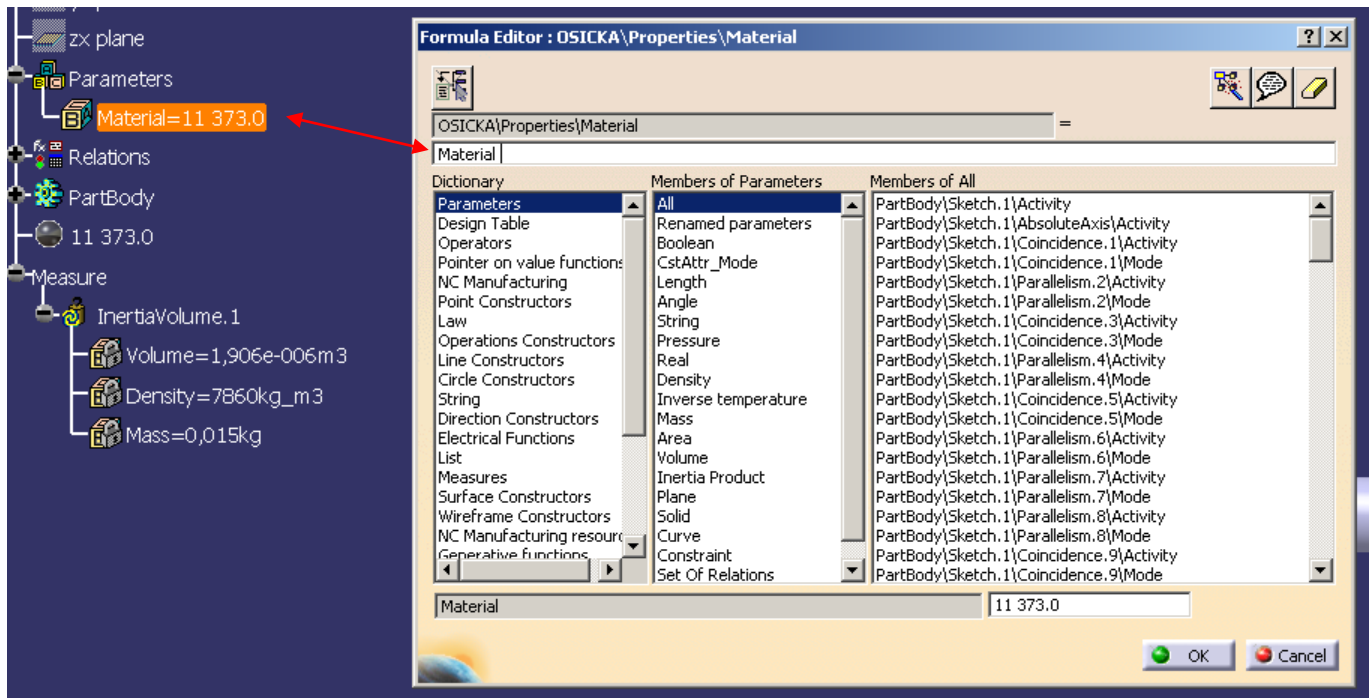 zx plane
Parameters
Material=11 373.0
Relations
PartBody
11 373.0
Measure
InertiaVolume.1
Volume=1,906e-006m3
Density=7860kg_m3
Mass=0,015kg
Formula Editor : OSICKA\Properties\Material
OSICKA\Properties\Material =
Material
Dictionary
Parameters
Design Table
Operators
Pointer on value functions
NC Manufacturing
Point Constructors
Law
Operations Constructors
Line Constructors
Circle Constructors
String
Direction Constructors
Electrical Functions
List
Measures
Surface Constructors
Wireframe Constructors
NC Manufacturing resourc
Generative functions
Members of Parameters
All
Renamed parameters
Boolean
CstAttr_Mode
Length
Angle
String
Pressure
Real
Density
Inverse temperature
Mass
Area
Volume
Inertia Product
Plane
Solid
Curve
Constraint
Set Of Relations
Members of All
PartBody\Sketch.1\Activity
PartBody\Sketch.1\AbsoluteAxis\Activity
PartBody\Sketch.1\Coincidence.1\Activity
PartBody\Sketch.1\Coincidence.1\Mode
PartBody\Sketch.1\Parallelism.2\Activity
PartBody\Sketch.1\Parallelism.2\Mode
PartBody\Sketch.1\Coincidence.3\Activity
PartBody\Sketch.1\Coincidence.3\Mode
PartBody\Sketch.1\Parallelism.4\Activity
PartBody\Sketch.1\Parallelism.4\Mode
PartBody\Sketch.1\Coincidence.5\Activity
PartBody\Sketch.1\Coincidence.5\Mode
PartBody\Sketch.1\Parallelism.6\Activity
PartBody\Sketch.1\Parallelism.6\Mode
PartBody\Sketch.1\Parallelism.7\Activity
PartBody\Sketch.1\Parallelism.7\Mode
PartBody\Sketch.1\Parallelism.8\Activity
PartBody\Sketch.1\Parallelism.8\Mode
PartBody\Sketch.1\Coincidence.9\Activity
PartBody\Sketch.1\Coincidence.9\Mode
Material 11 373.0
OK Cancel